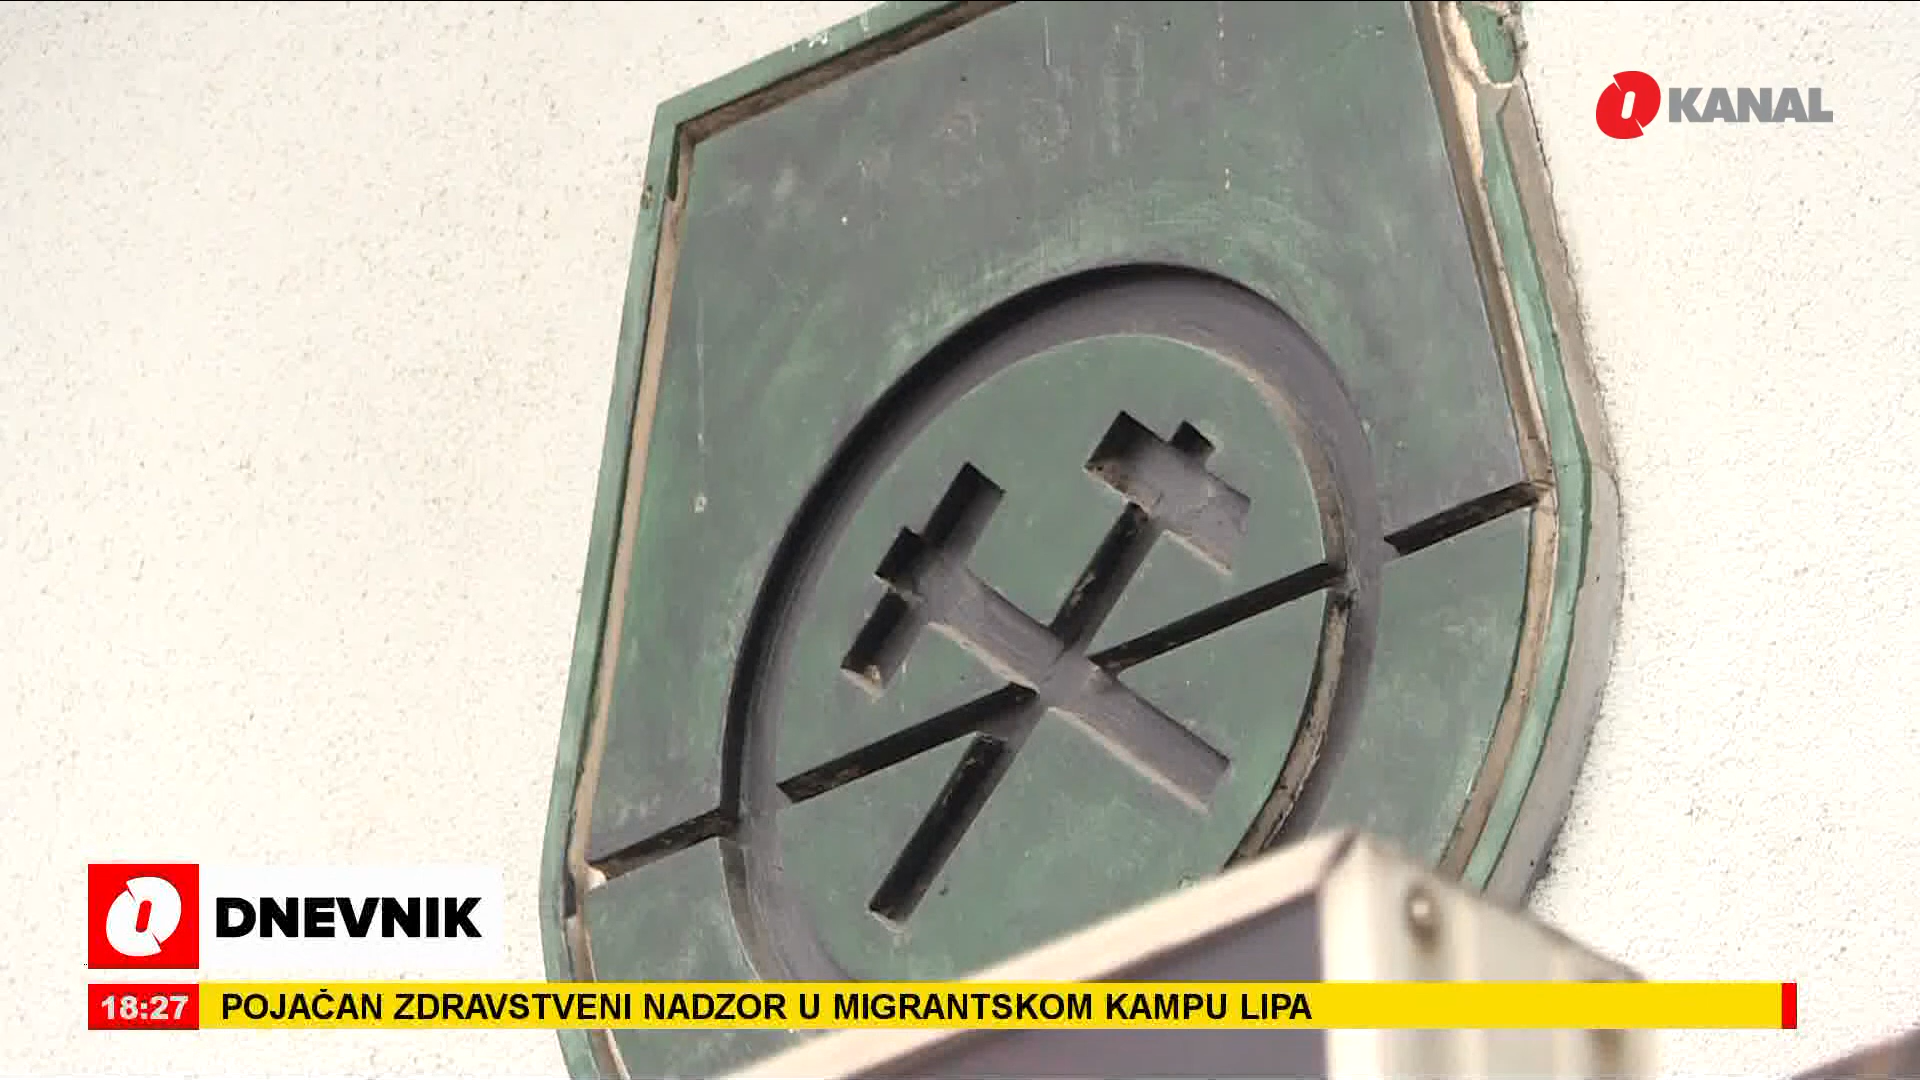 KANAL
DNEVNIK
18:27 POJAČAN ZDRAVSTVENI NADZOR U MIGRANTSKOM KAMPU LIPA